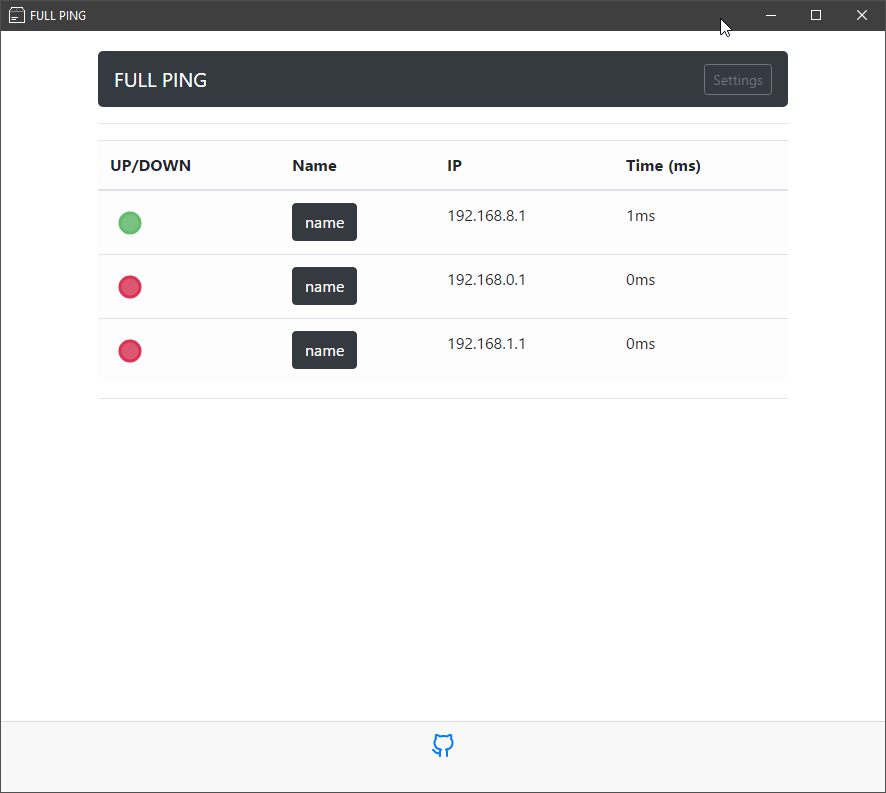 FULL PING
FULL PING Settings
UP/DOWN Name IP Time (ms)
name 192.168.8.1 1ms
name 192.168.0.1 0ms
name 192.168.1.1 0ms